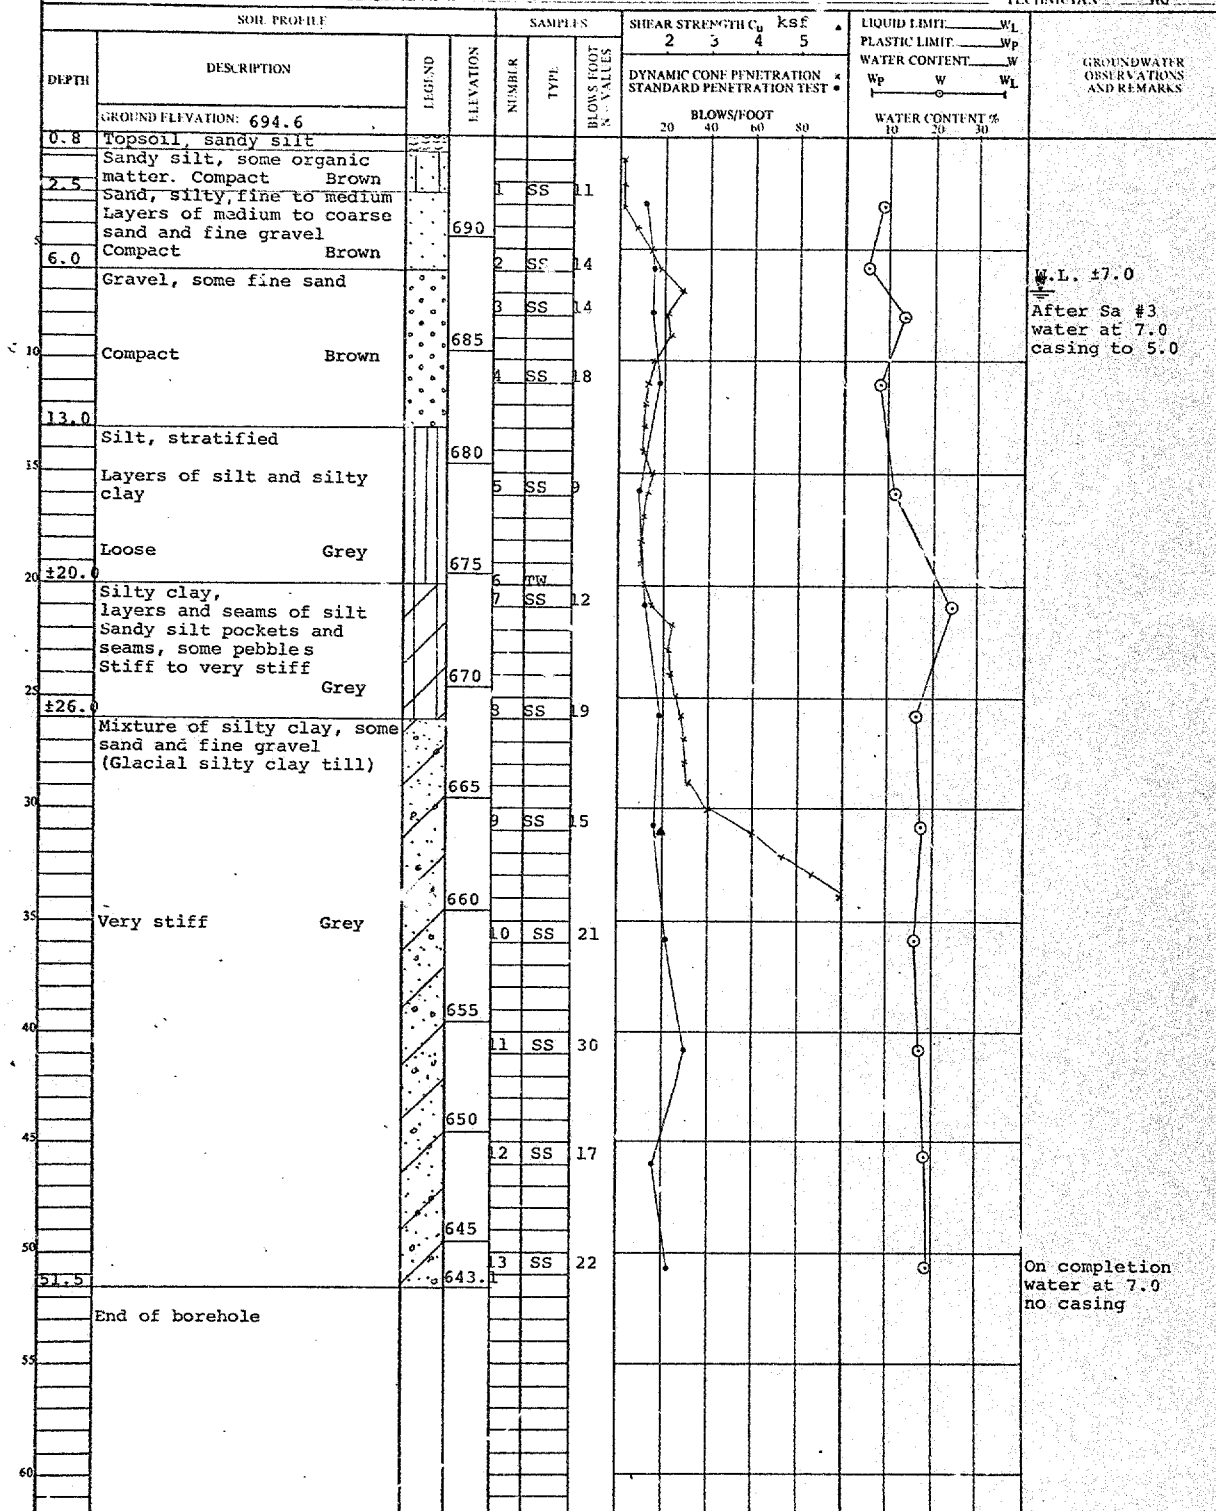 SOIL PROFILE
SAMPLES
SHEAR STRENGTH Cu ksf ▲
2 3 4 5
LIQUID LIMIT WL
PLASTIC LIMIT WP
WATER CONTENT W
WP W WL
GROUNDWATER
OBSERVATIONS
AND REMARKS
DEPTH
DESCRIPTION
LEGEND
ELEVATION
NUMBER
TYPE
BLOWS/FOOT
N - VALUES
DYNAMIC CONE PENETRATION ×
STANDARD PENETRATION TEST •
BLOWS/FOOT
20 40 60 80
WATER CONTENT %
10 20 30
GROUND ELEVATION: 694.6
0.8 Topsoil, sandy silt
Sandy silt, some organic
matter. Compact Brown
2.5
1 SS 11
Sand, silty, fine to medium
Layers of medium to coarse
sand and fine gravel
690
5
Compact Brown
6.0
2 SS 14
Gravel, some fine sand
W.L. ±7.0
3 SS 14
After Sa #3
water at 7.0
casing to 5.0
685
10
Compact Brown
4 SS 18
13.0
Silt, stratified
680
15
Layers of silt and silty
clay
5 SS 9
Loose Grey
675
20
±20.0
6 TW
Silty clay,
7 SS 12
layers and seams of silt
Sandy silt pockets and
seams, some pebbles
Stiff to very stiff
670
Grey
25
±26.0
8 SS 19
Mixture of silty clay, some
sand and fine gravel
(Glacial silty clay till)
665
30
9 SS 15
660
35
Very stiff Grey
10 SS 21
655
40
11 SS 30
650
45
12 SS 17
645
50
13 SS 22
On completion
water at 7.0
no casing
51.5
643.1
End of borehole
55
60